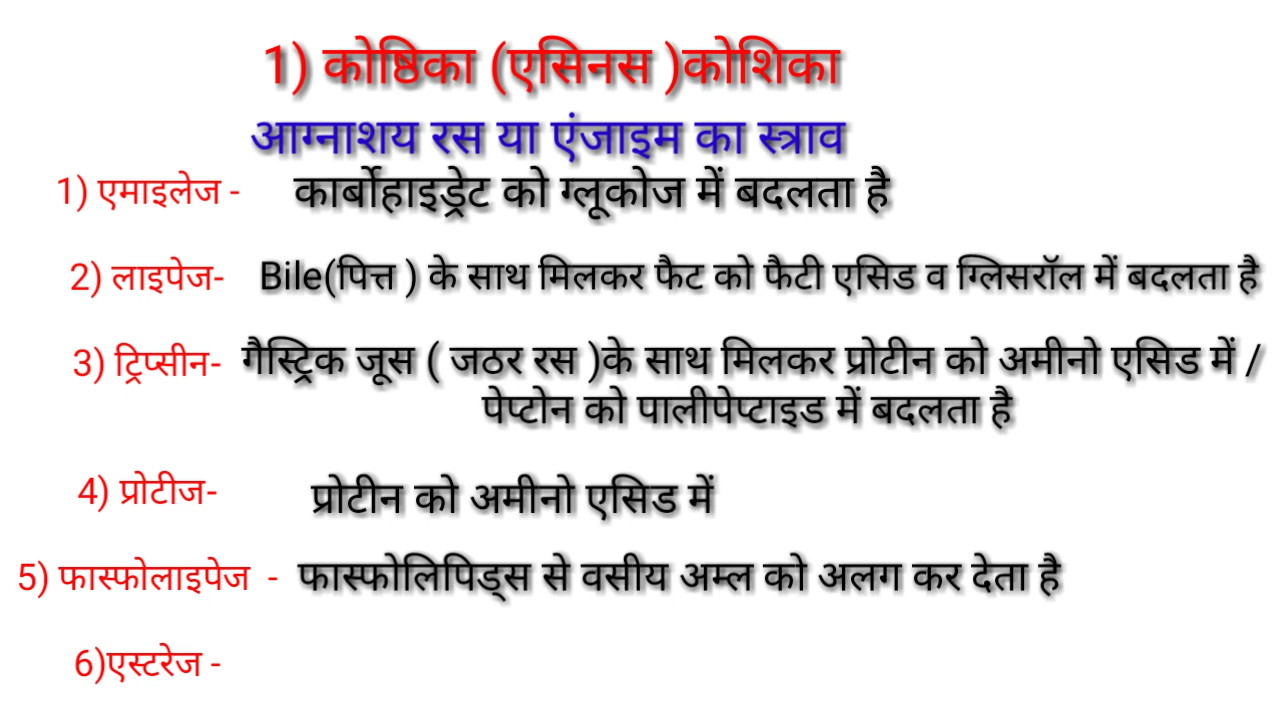 1) कोष्ठिका (एसिनस )कोशिका
आग्नाशय रस या एंजाइम का स्त्राव
1) एमाइलेज - कार्बोहाइड्रेट को ग्लूकोज में बदलता है
2) लाइपेज- Bile(पित्त ) के साथ मिलकर फैट को फैटी एसिड व ग्लिसरॉल में बदलता है
3) ट्रिप्सीन- गैस्ट्रिक जूस ( जठर रस )के साथ मिलकर प्रोटीन को अमीनो एसिड में /
पेप्टोन को पालीपेप्टाइड में बदलता है
4) प्रोटीज- प्रोटीन को अमीनो एसिड में
5) फास्फोलाइपेज - फास्फोलिपिड्स से वसीय अम्ल को अलग कर देता है
6)एस्टरेज -